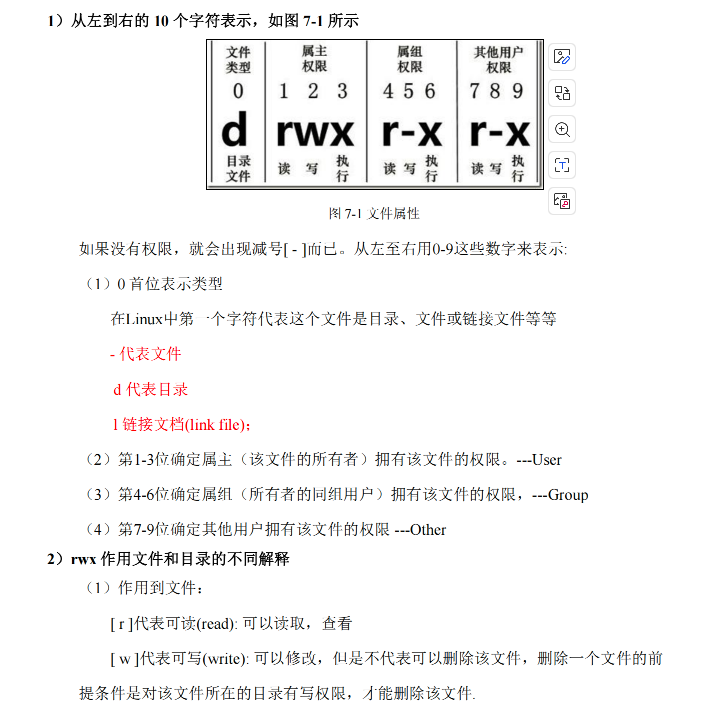 1）从左到右的 10 个字符表示，如图 7-1 所示
文件类型 属主权限 属组权限 其他用户权限
0 1 2 3 4 5 6 7 8 9
d rwx r-x r-x
目录文件 读 写 执行 读 写 执行 读 写 执行
图 7-1 文件属性
如果没有权限，就会出现减号[ - ]而已。从左至右用0-9这些数字来表示:
（1）0 首位表示类型
在Linux中第一个字符代表这个文件是目录、文件或链接文件等等
- 代表文件
d 代表目录
l 链接文档(link file)；
（2）第1-3位确定属主（该文件的所有者）拥有该文件的权限。---User
（3）第4-6位确定属组（所有者的同组用户）拥有该文件的权限，---Group
（4）第7-9位确定其他用户拥有该文件的权限 ---Other
2）rwx 作用文件和目录的不同解释
（1）作用到文件：
[ r ]代表可读(read): 可以读取，查看
[ w ]代表可写(write): 可以修改，但是不代表可以删除该文件，删除一个文件的前
提条件是对该文件所在的目录有写权限，才能删除该文件.